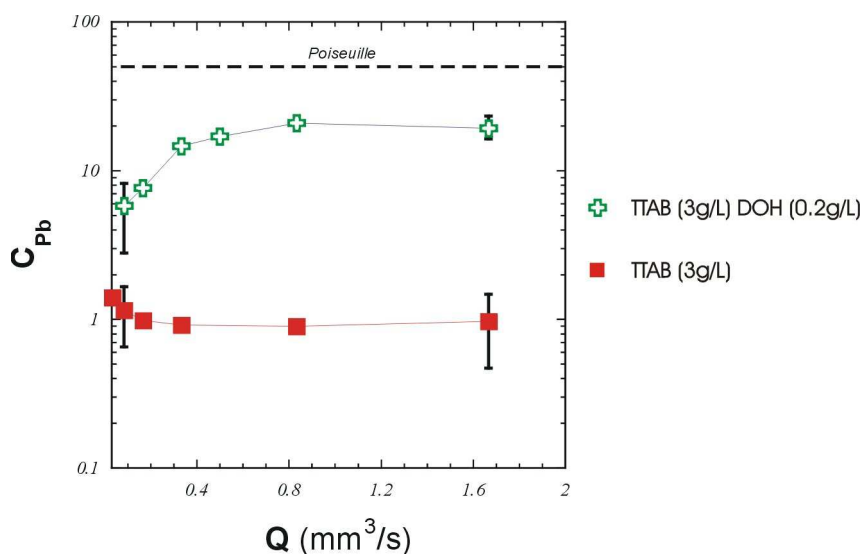 100
Poiseuille
10
C_Pb
1
0.1
0.4 0.8 1.2 1.6 2
Q (mm³/s)
TTAB (3g/L) DOH (0.2g/L)
TTAB (3g/L)